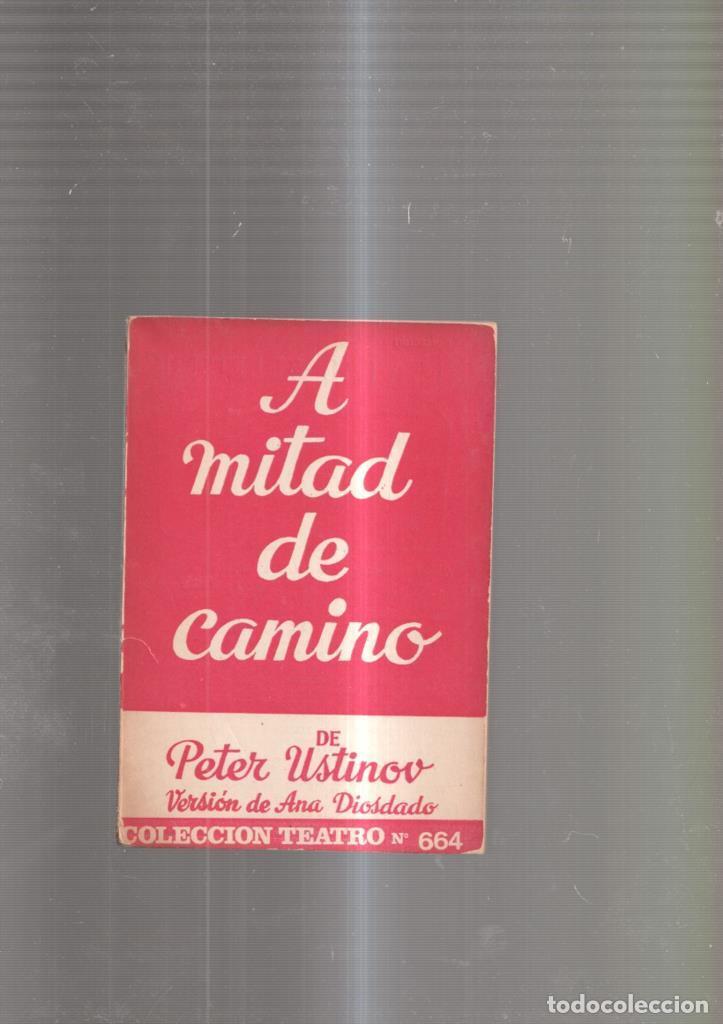 A
mitad
de
camino
DE
Peter Ustinov
Versión de Ana Diosdado
COLECCION TEATRO Nº 664
todocoleccion